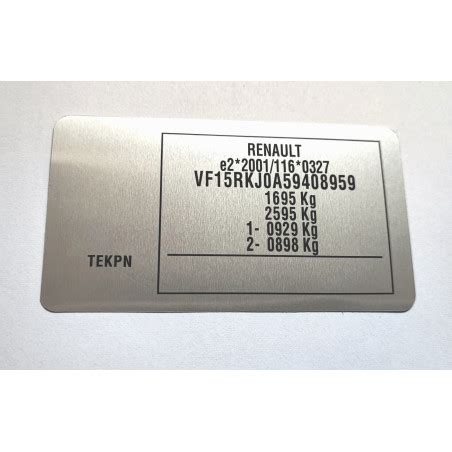 RENAULT
e2*2001/116*0327
VF15RKJ0A59408959
1695 Kg
2595 Kg
1- 0929 Kg
2- 0898 Kg
TEKPN